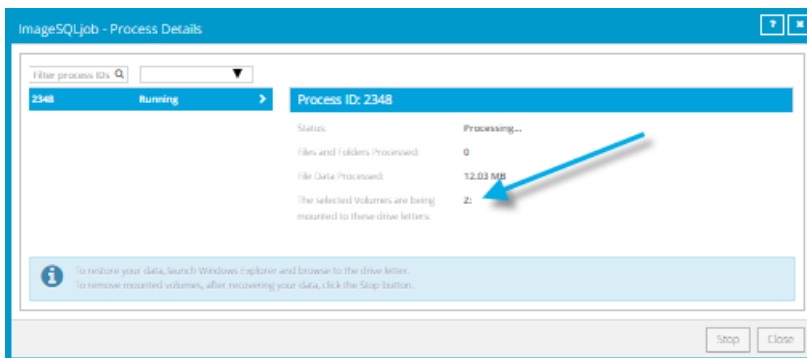 ImageSQLjob - Process Details
? x
Filter process IDs
2348 Running >
Process ID: 2348
Status: Processing...
Files and Folders Processed: 0
File Data Processed: 12.03 MB
The selected Volumes are being Z:
mounted to these drive letters:
To restore your data, launch Windows Explorer and browse to the drive letter.
To remove mounted volumes, after recovering your data, click the Stop button.
Stop Close